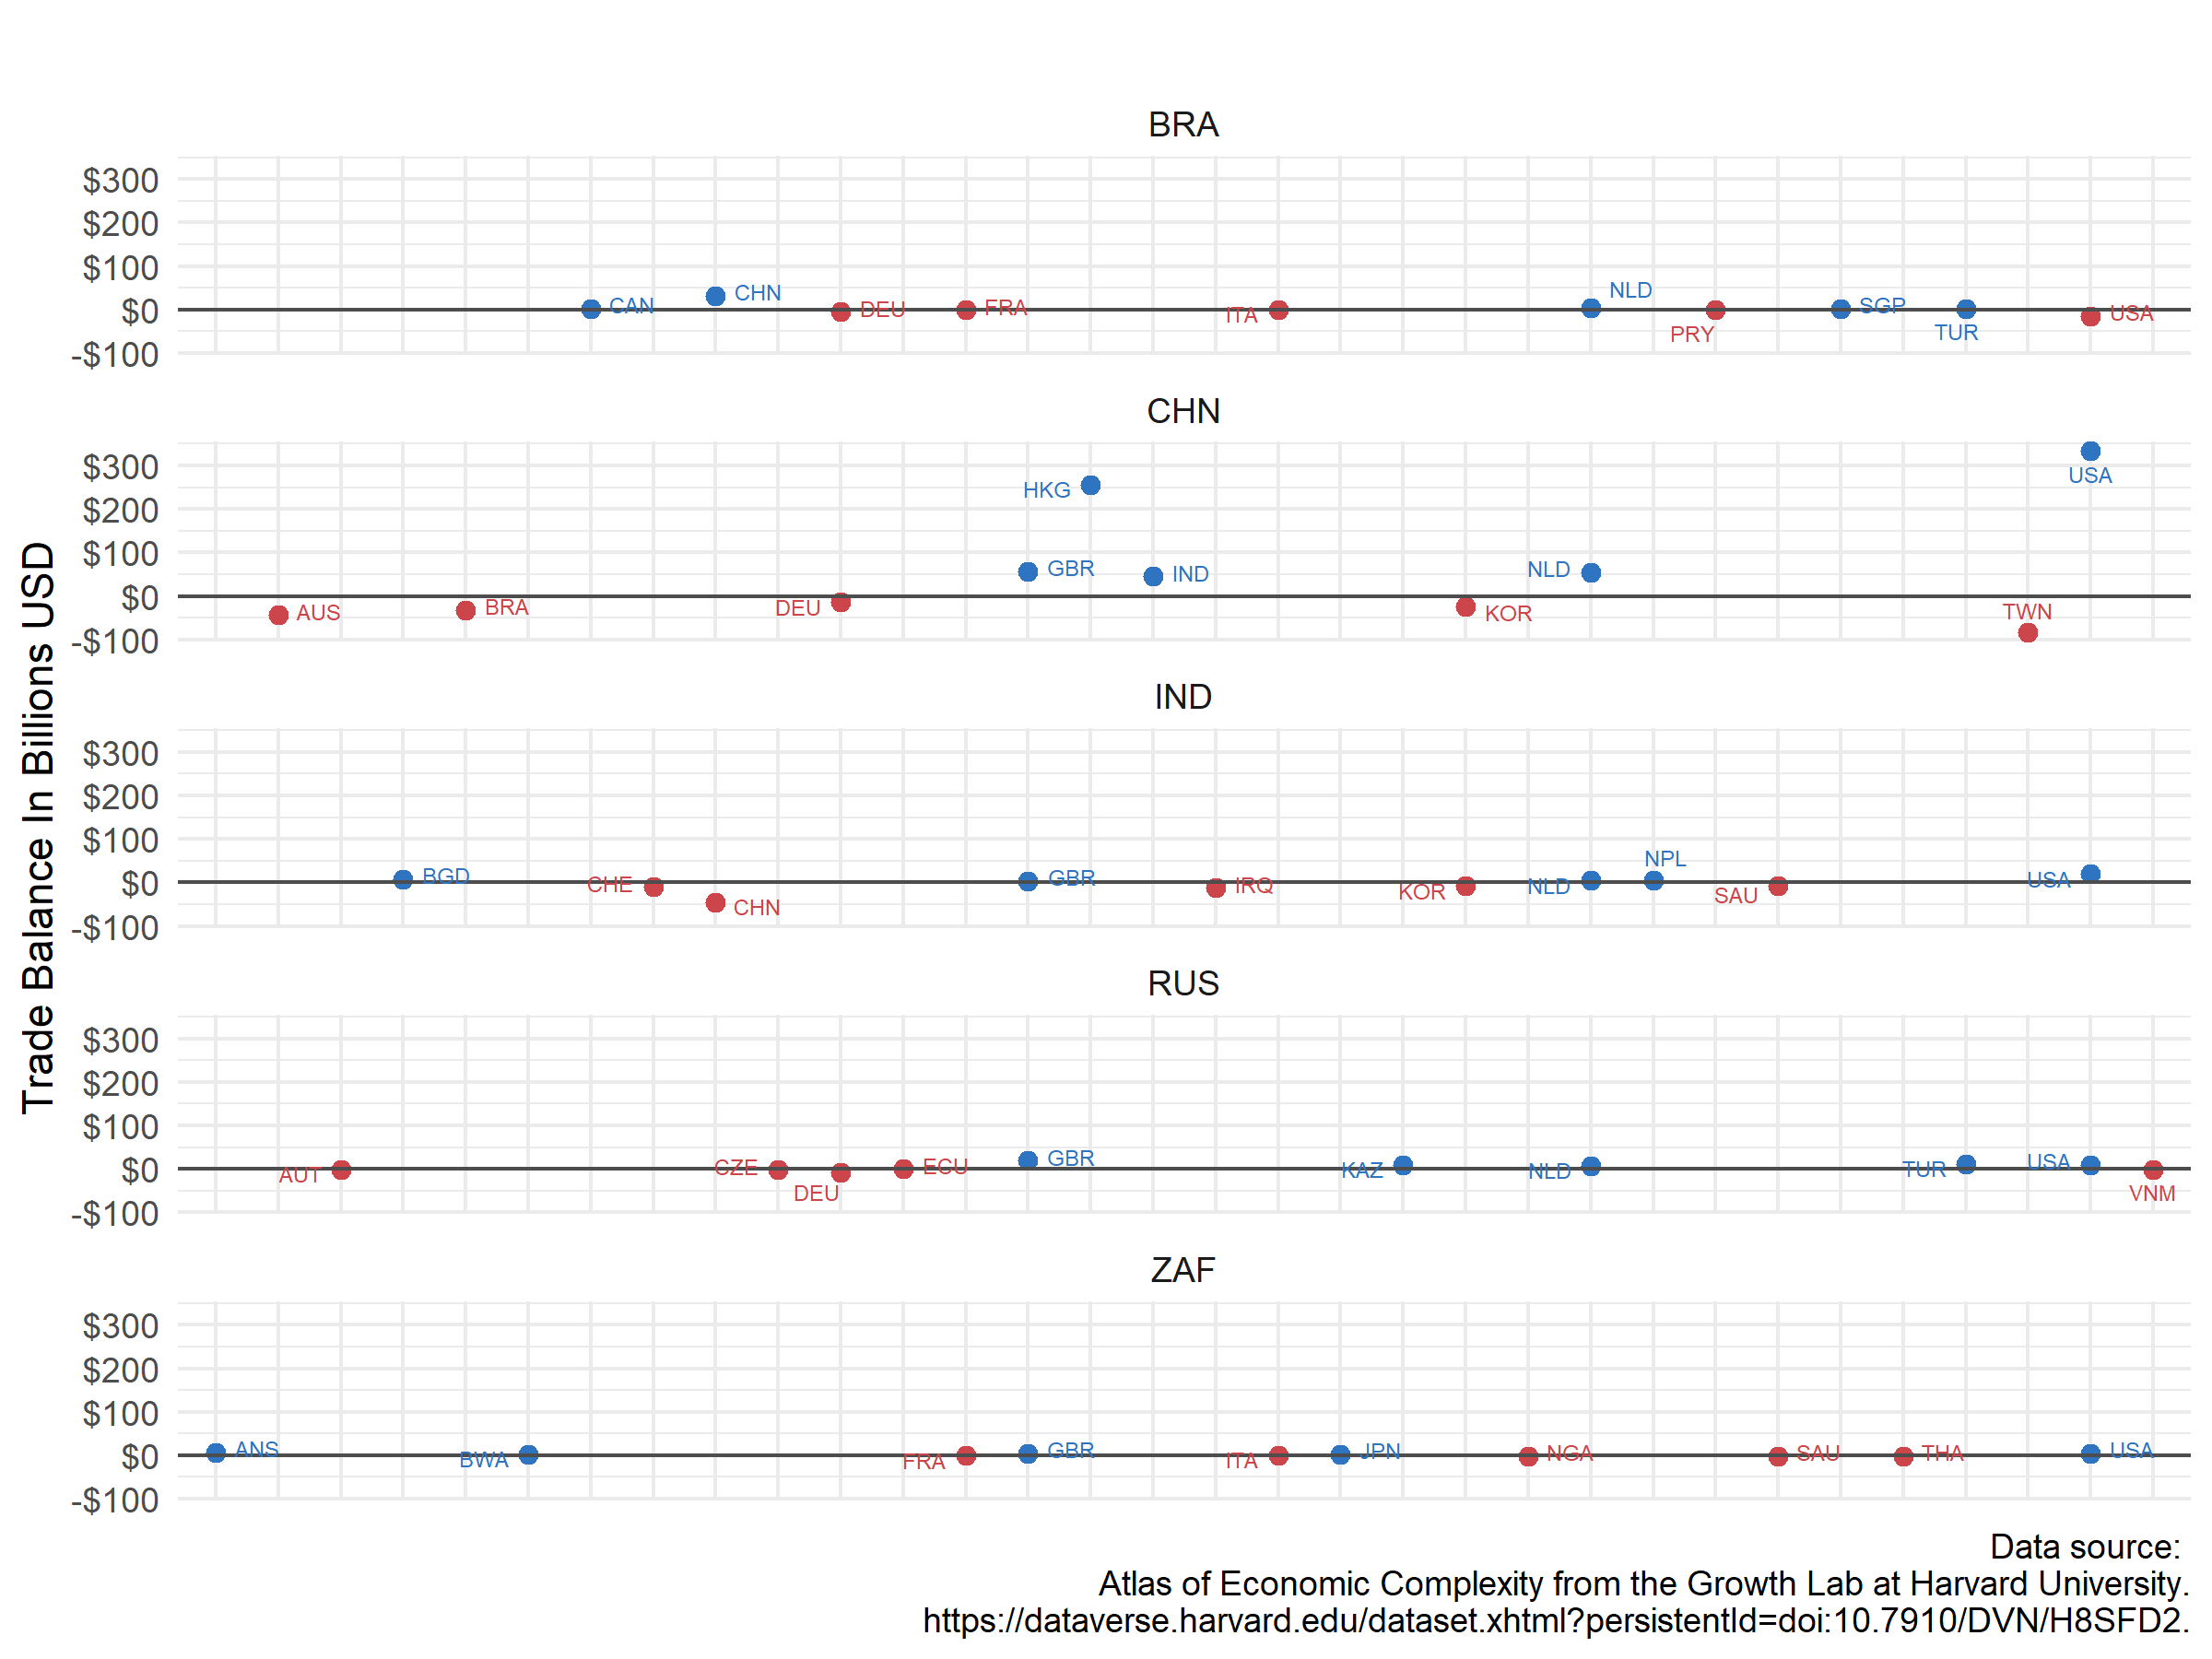 BRA
$300
$200
$100
$0
-$100
CAN
CHN
DEU
FRA
ITA
NLD
PRY
SGP
TUR
USA
CHN
$300
$200
$100
$0
-$100
AUS
BRA
DEU
GBR
HKG
IND
KOR
NLD
TWN
USA
IND
$300
$200
$100
$0
-$100
BGD
CHE
CHN
GBR
IRQ
KOR
NLD
NPL
SAU
USA
RUS
$300
$200
$100
$0
-$100
AUT
CZE
DEU
ECU
GBR
KAZ
NLD
TUR
USA
VNM
ZAF
$300
$200
$100
$0
-$100
ANS
BWA
FRA
GBR
ITA
JPN
NGA
SAU
THA
USA
Trade Balance In Billions USD
Data source:
Atlas of Economic Complexity from the Growth Lab at Harvard University.
https://dataverse.harvard.edu/dataset.xhtml?persistentId=doi:10.7910/DVN/H8SFD2.